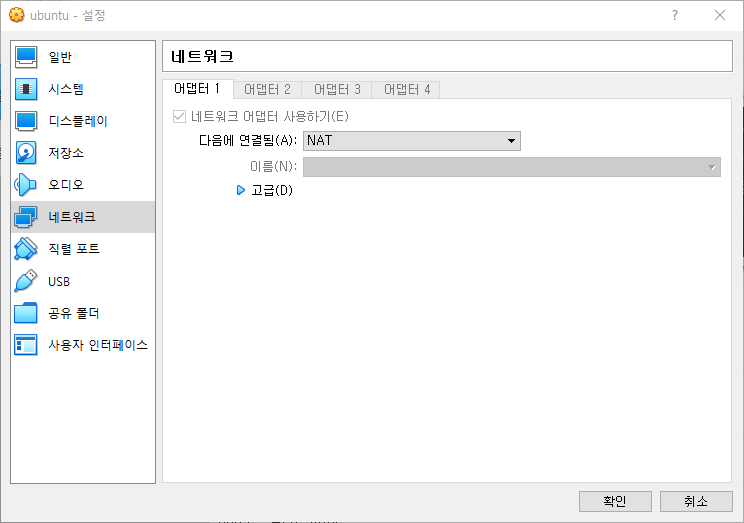 ubuntu - 설정
?
일반
시스템
디스플레이
저장소
오디오
네트워크
직렬 포트
USB
공유 폴더
사용자 인터페이스
네트워크
어댑터 1
어댑터 2
어댑터 3
어댑터 4
네트워크 어댑터 사용하기(E)
다음에 연결됨(A): NAT
이름(N):
고급(D)
확인
취소